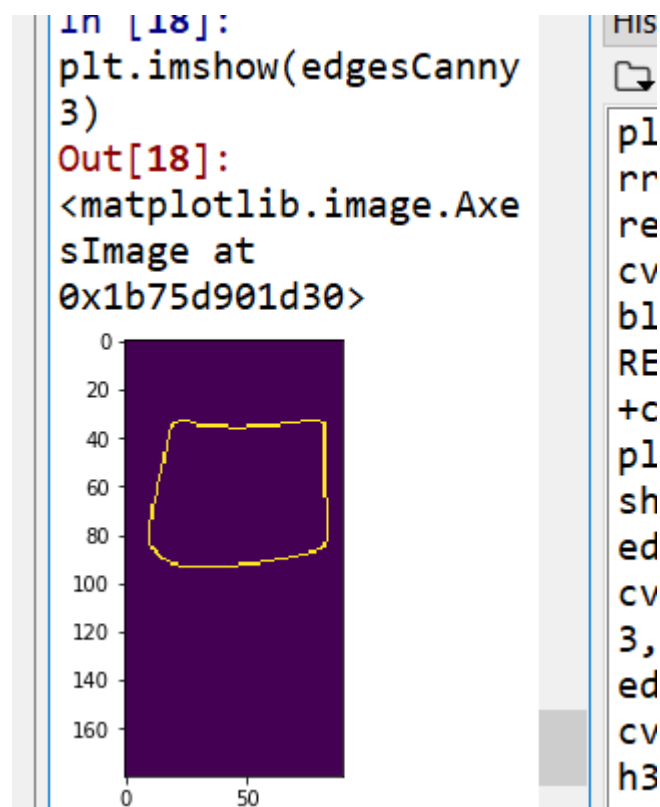 In [18]:
plt.imshow(edgesCanny
3)
Out[18]:
<matplotlib.image.Axe
sImage at
0x1b75d901d30>
0
20
40
60
80
100
120
140
160
0
50
His
pl
rr
re
cv
bl
RE
+c
pl
sh
ed
cv
3,
ed
cv
h3